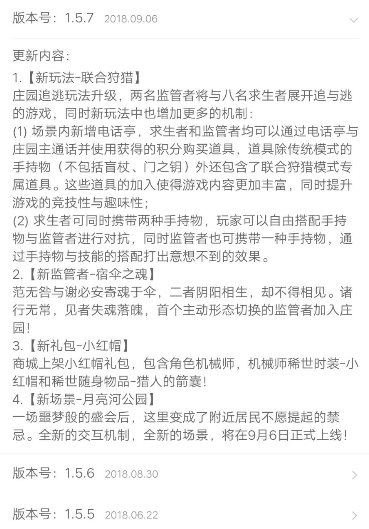 版本号：1.5.7 2018.09.06
更新内容：
1.【新玩法-联合狩猎】
庄园追逃玩法升级，两名监管者将与八名求生者展开追与逃
的游戏，同时新玩法中也增加更多的机制：
(1) 场景内新增电话亭，求生者和监管者均可以通过电话亭与
庄园主通话并使用获得的积分购买道具，道具除传统模式的
手持物（不包括盲杖、门之钥）外还包含了联合狩猎模式专
属道具。这些道具的加入使得游戏内容更加丰富，同时提升
游戏的竞技性与趣味性；
(2) 求生者可同时携带两种手持物，玩家可以自由搭配手持
物与监管者进行对抗，同时监管者也可携带一种手持物，通
过手持物与技能的搭配打出意想不到的效果。
2.【新监管者-宿伞之魂】
范无咎与谢必安寄魂于伞，二者阴阳相生，却不得相见。诸
行无常，见者失魂落魄，首个主动形态切换的监管者加入庄
园！
3.【新礼包-小红帽】
商城上架小红帽礼包，包含角色机械师，机械师稀世时装-小
红帽和稀世随身物品-猎人的箭囊！
4.【新场景-月亮河公园】
一场噩梦般的盛会后，这里变成了附近居民不愿提起的禁
忌。全新的交互机制，全新的场景，将在9月6日正式上线！
版本号：1.5.6 2018.08.30
版本号：1.5.5 2018.06.22